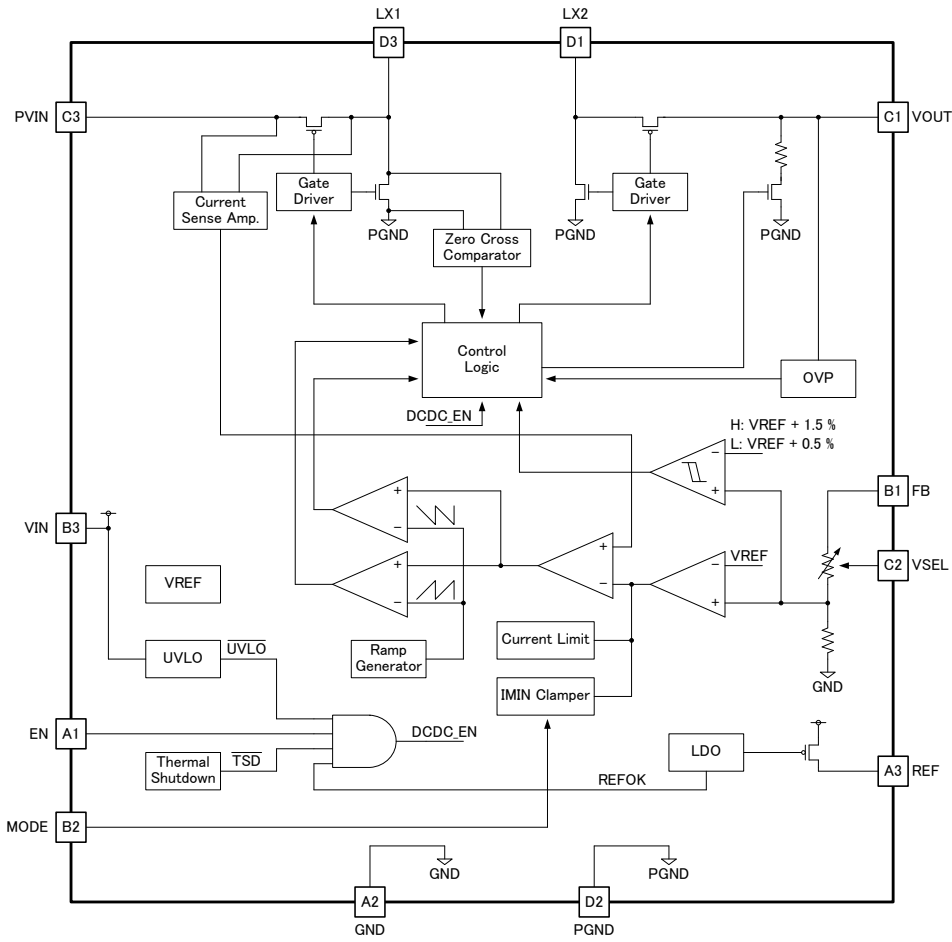 LX1
LX2
D3
D1
PVIN
C3
C1
VOUT
Current
Sense Amp.
Gate
Driver
PGND
Zero Cross
Comparator
PGND
Gate
Driver
PGND
Control
Logic
OVP
DCDC_EN
H: VREF + 1.5 %
L: VREF + 0.5 %
−
+
B1
FB
VIN
B3
+
−
+
−
+
−
VREF
−
+
C2
VSEL
VREF
UVLO
UVLO
Ramp
Generator
Current Limit
IMIN Clamper
GND
EN
A1
DCDC_EN
Thermal
Shutdown
TSD
LDO
REFOK
A3
REF
MODE
B2
GND
PGND
A2
D2
GND
PGND